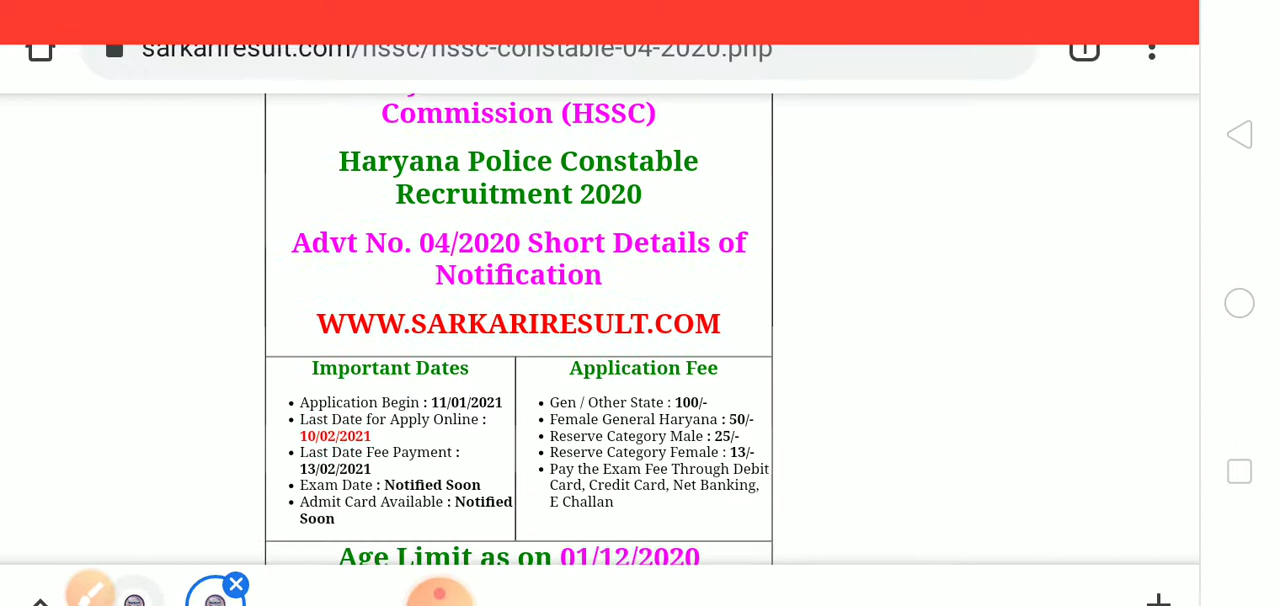 sarkariresult.com/hssc/hssc-constable-04-2020.php
Commission (HSSC)
Haryana Police Constable
Recruitment 2020
Advt No. 04/2020 Short Details of
Notification
WWW.SARKARIRESULT.COM
Important Dates
• Application Begin : 11/01/2021
• Last Date for Apply Online :
10/02/2021
• Last Date Fee Payment :
13/02/2021
• Exam Date : Notified Soon
• Admit Card Available : Notified
Soon
Application Fee
• Gen / Other State : 100/-
• Female General Haryana : 50/-
• Reserve Category Male : 25/-
• Reserve Category Female : 13/-
• Pay the Exam Fee Through Debit
Card, Credit Card, Net Banking,
E Challan
Age Limit as on 01/12/2020